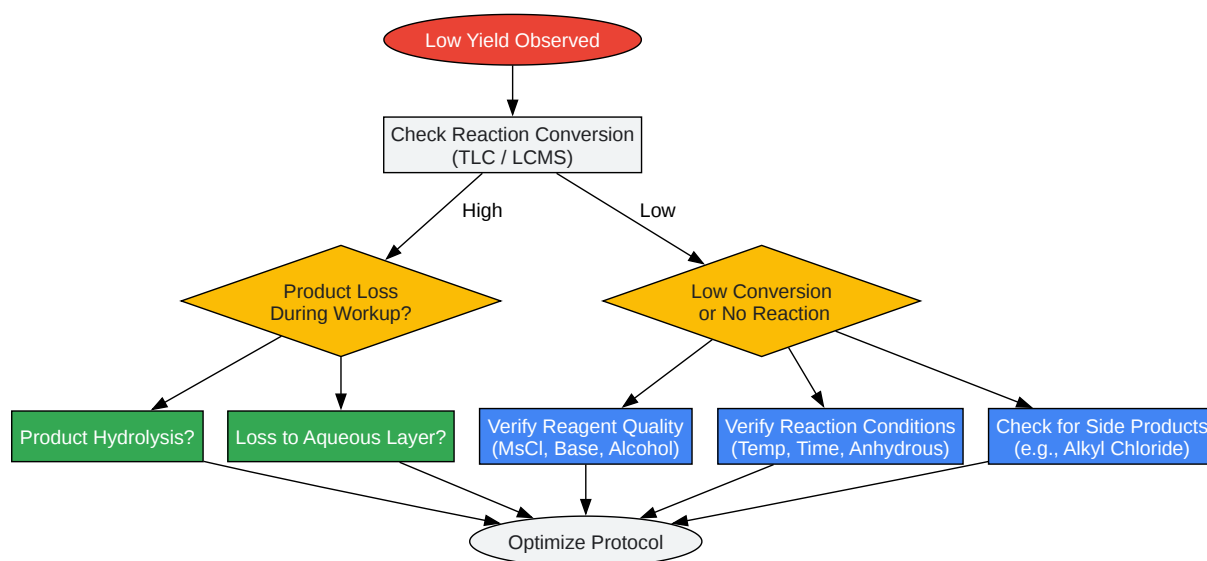 Low Yield Observed
Check Reaction Conversion
(TLC / LCMS)
High
Low
Product Loss
During Workup?
Low Conversion
or No Reaction
Product Hydrolysis?
Loss to Aqueous Layer?
Verify Reagent Quality
(MsCl, Base, Alcohol)
Verify Reaction Conditions
(Temp, Time, Anhydrous)
Check for Side Products
(e.g., Alkyl Chloride)
Optimize Protocol